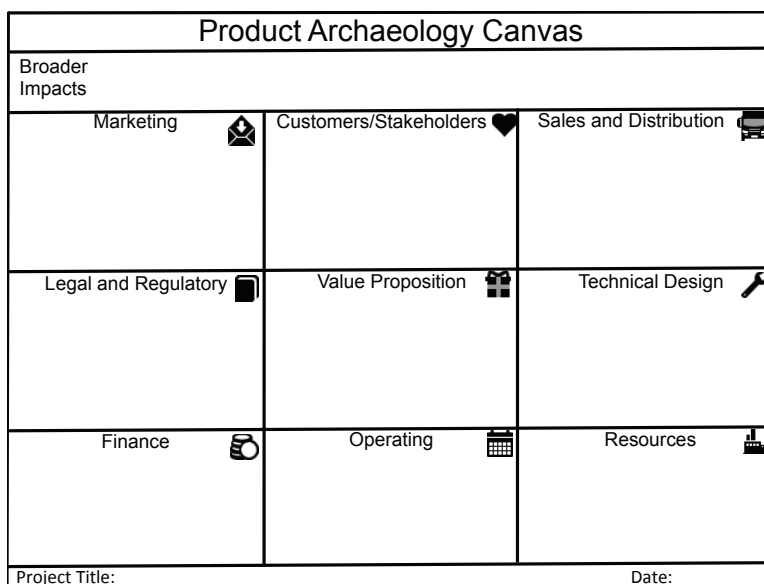 Product Archaeology Canvas
Broader
Impacts
Marketing
Customers/Stakeholders
Sales and Distribution
Legal and Regulatory
Value Proposition
Technical Design
Finance
Operating
Resources
Project Title:
Date: